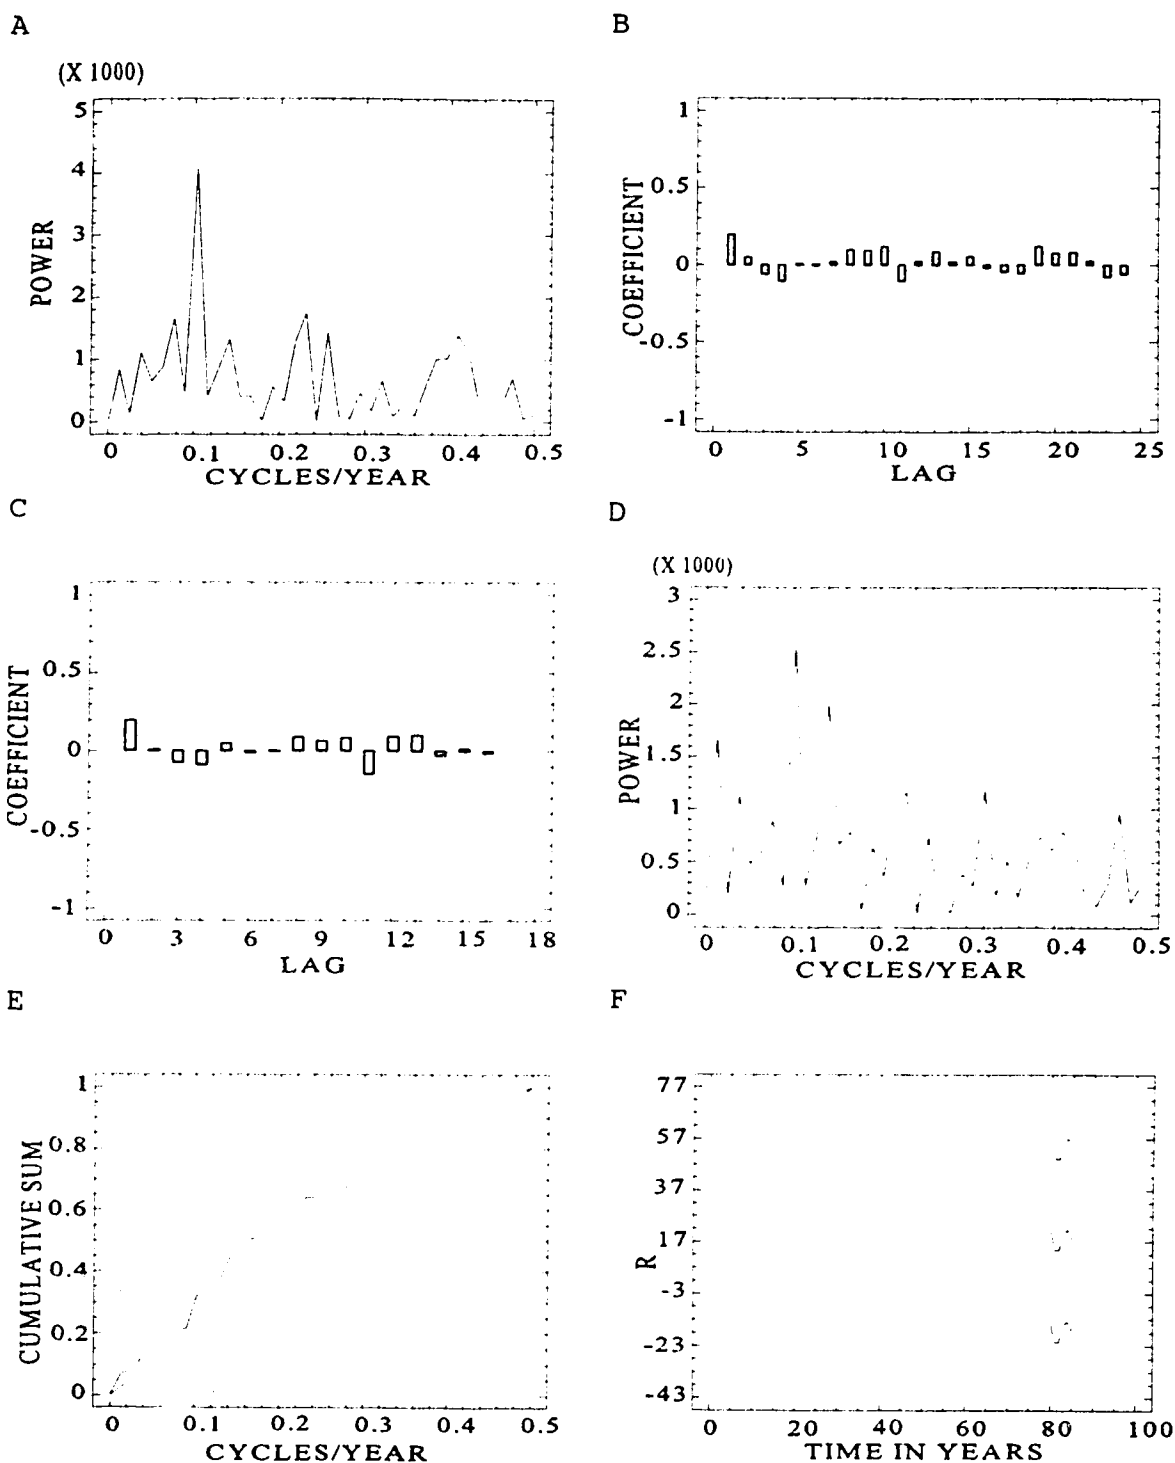 A
(X 1000)
5
4
3
2
1
0
POWER
0 0.1 0.2 0.3 0.4 0.5
CYCLES/YEAR
B
1
0.5
0
-0.5
-1
COEFFICIENT
0 5 10 15 20 25
LAG
C
1
0.5
0
-0.5
-1
COEFFICIENT
0 3 6 9 12 15 18
LAG
D
(X 1000)
3
2.5
2
1.5
1
0.5
0
POWER
0 0.1 0.2 0.3 0.4 0.5
CYCLES/YEAR
E
1
0.8
0.6
0.4
0.2
0
CUMULATIVE SUM
0 0.1 0.2 0.3 0.4 0.5
CYCLES/YEAR
F
77
57
37
17
-3
-23
-43
R
0 20 40 60 80 100
TIME IN YEARS